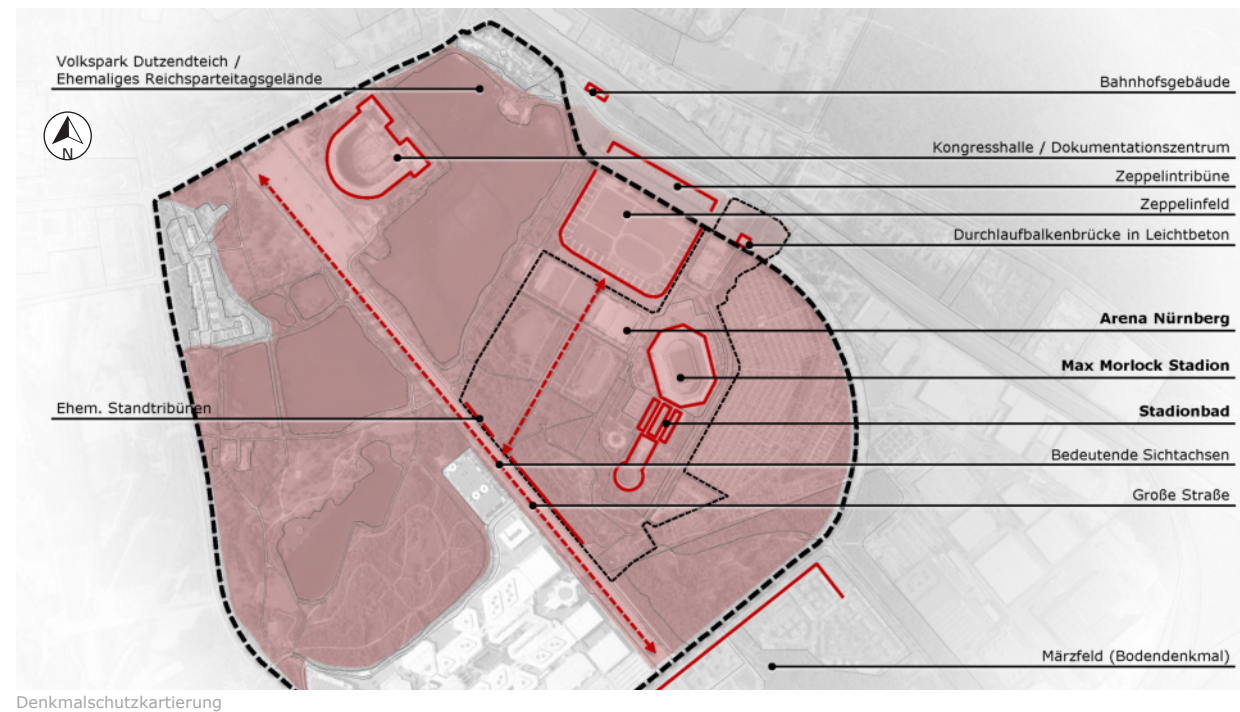 Volkspark Dutzendteich /
Ehemaliges Reichsparteitagsgelände
N
Bahnhofsgebäude
Kongresshalle / Dokumentationszentrum
Zeppelintribüne
Zeppelinfeld
Durchlaufbalkenbrücke in Leichtbeton
Arena Nürnberg
Max Morlock Stadion
Ehem. Standtribünen
Stadionbad
Bedeutende Sichtachsen
Große Straße
Märzfeld (Bodendenkmal)
Denkmalschutzkartierung